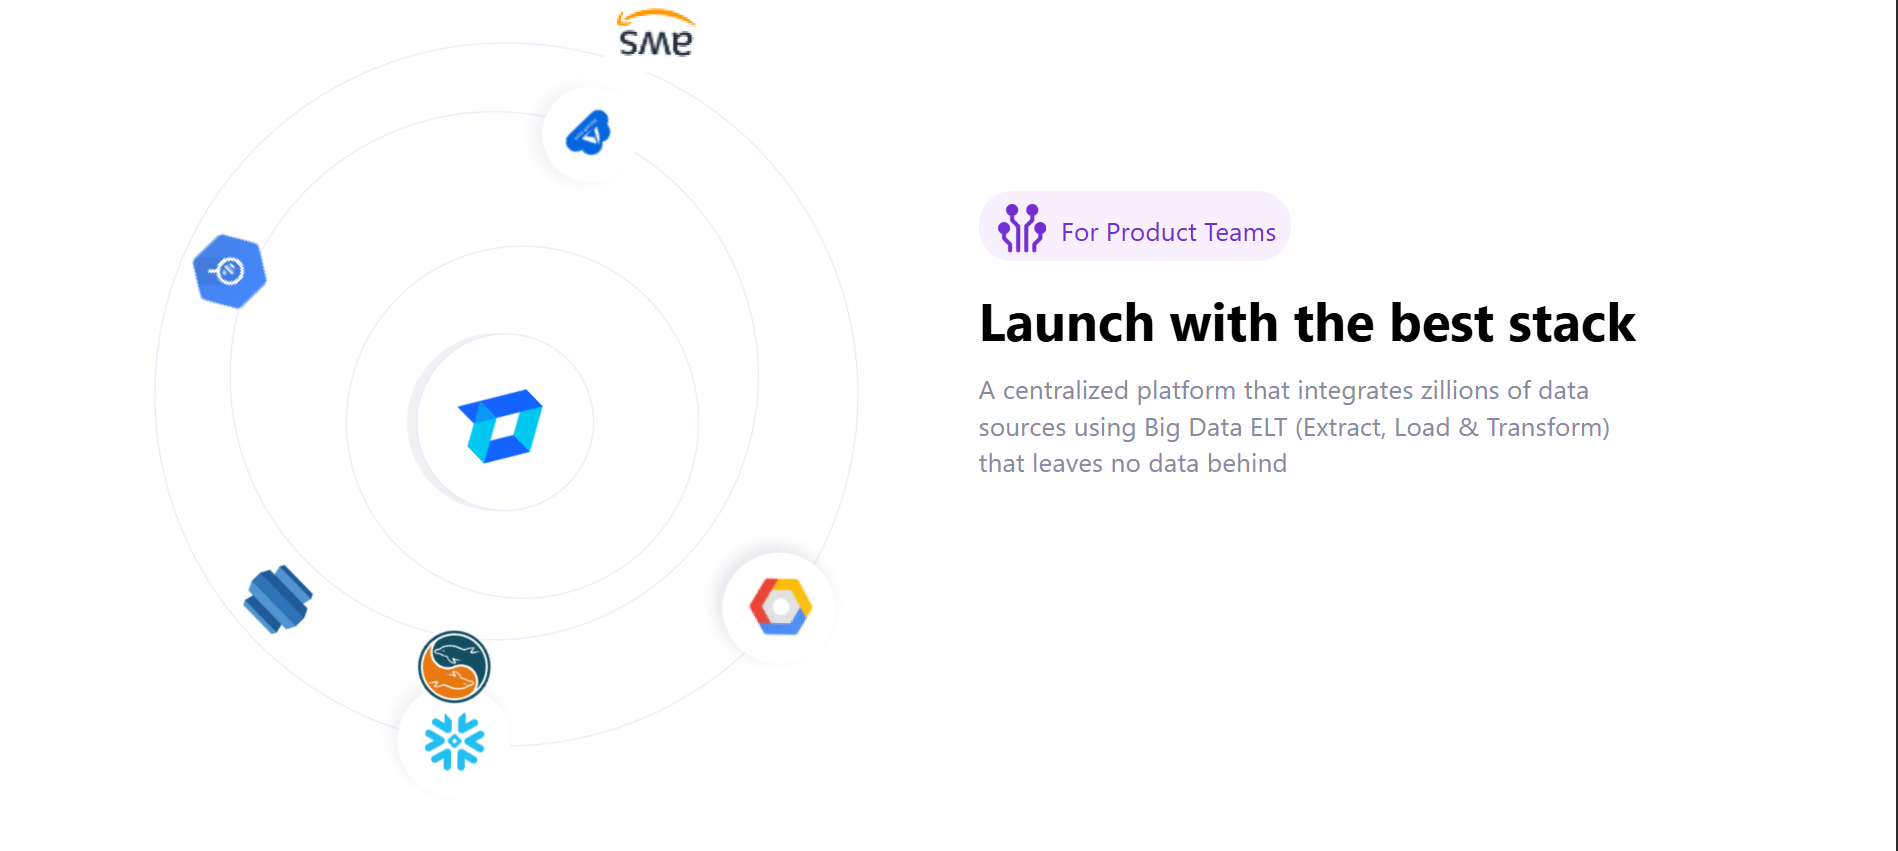 aws
For Product Teams
Launch with the best stack
A centralized platform that integrates zillions of data
sources using Big Data ELT (Extract, Load & Transform)
that leaves no data behind